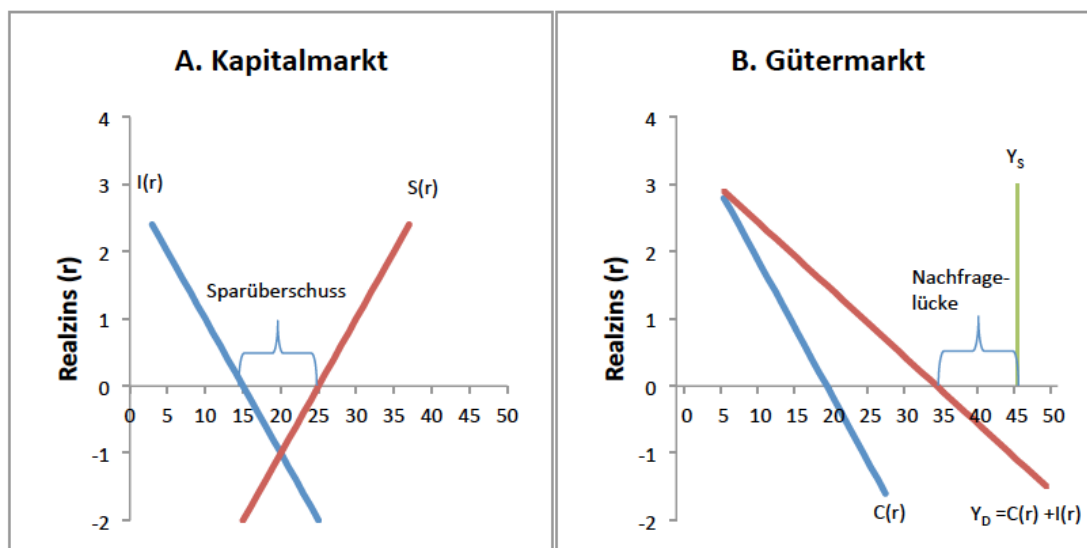 A. Kapitalmarkt
Realzins (r)
4
3
2
1
0
-1
-2
0 5 10 15 20 25 30 35 40 45 50
I(r)
S(r)
Sparüberschuss
B. Gütermarkt
Realzins (r)
4
3
2
1
0
-1
-2
0 5 10 15 20 25 30 35 40 45 50
Y_S
Nachfrage-
lücke
C(r)
Y_D =C(r) +I(r)